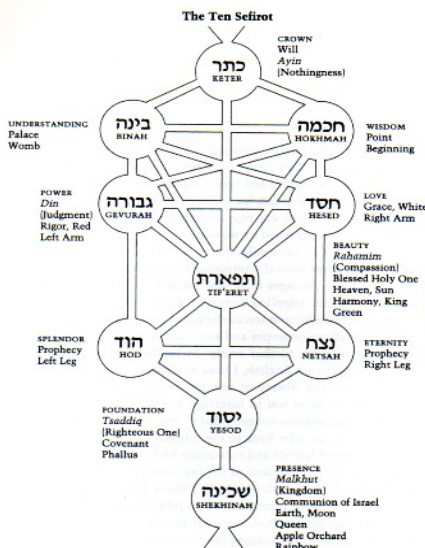 The Ten Sefirot
CROWN
Will
Ayin
(Nothingness)
כתר
KETER
UNDERSTANDING
Palace
Womb
בינה
BINAH
חכמה
HOKHMAH
WISDOM
Point
Beginning
POWER
Din
(Judgment)
Rigor, Red
Left Arm
גבורה
GEVURAH
חסד
HESED
LOVE
Grace, White
Right Arm
BEAUTY
Rahamim
(Compassion)
Blessed Holy One
Heaven, Sun
Harmony, King
Green
תפארת
TIF'ERET
SPLENDOR
Prophecy
Left Leg
הוד
HOD
נצח
NETSAH
ETERNITY
Prophecy
Right Leg
FOUNDATION
Tsaddiq
(Righteous One)
Covenant
Phallus
יסוד
YESOD
PRESENCE
Malkhut
(Kingdom)
Communion of Israel
Earth, Moon
Queen
Apple Orchard
Rainbow
שכינה
SHEKHINAH